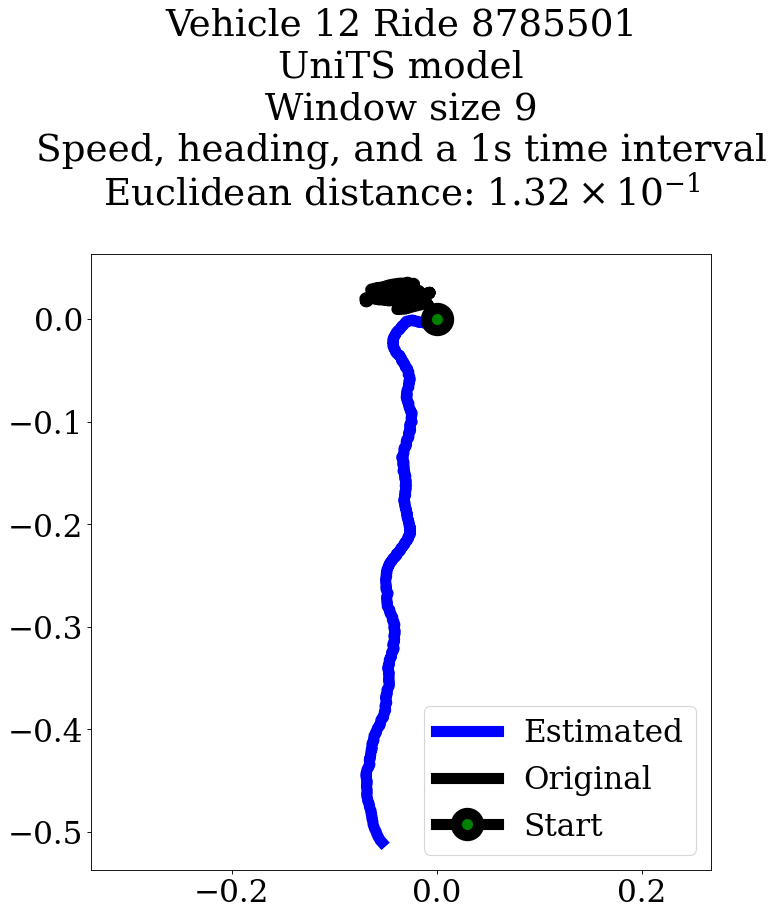 Vehicle 12 Ride 8785501
UniTS model
Window size 9
Speed, heading, and a 1s time interval
Euclidean distance: 1.32 × 10⁻¹
0.0
−0.1
−0.2
−0.3
−0.4
−0.5
Estimated
Original
Start
−0.2 0.0 0.2